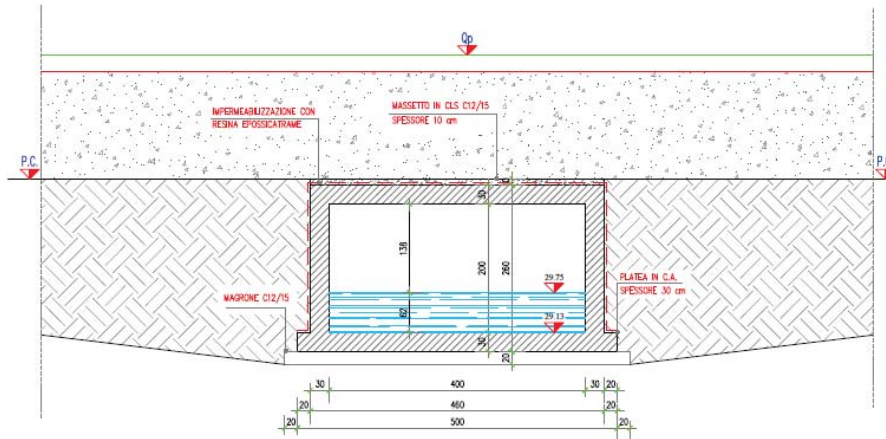 Qp
IMPERMEABILIZZAZIONE CON
RESINA EPOSSICATRAME
MASSETTO IN CLS C12/15
SPESSORE 10 cm
P.C.
30
138
200
260
29.75
PLATEA IN C.A.
SPESSORE 30 cm
MAGRONE C12/15
62
29.13
30
20
30 400 30 20
20 460 20
20 500